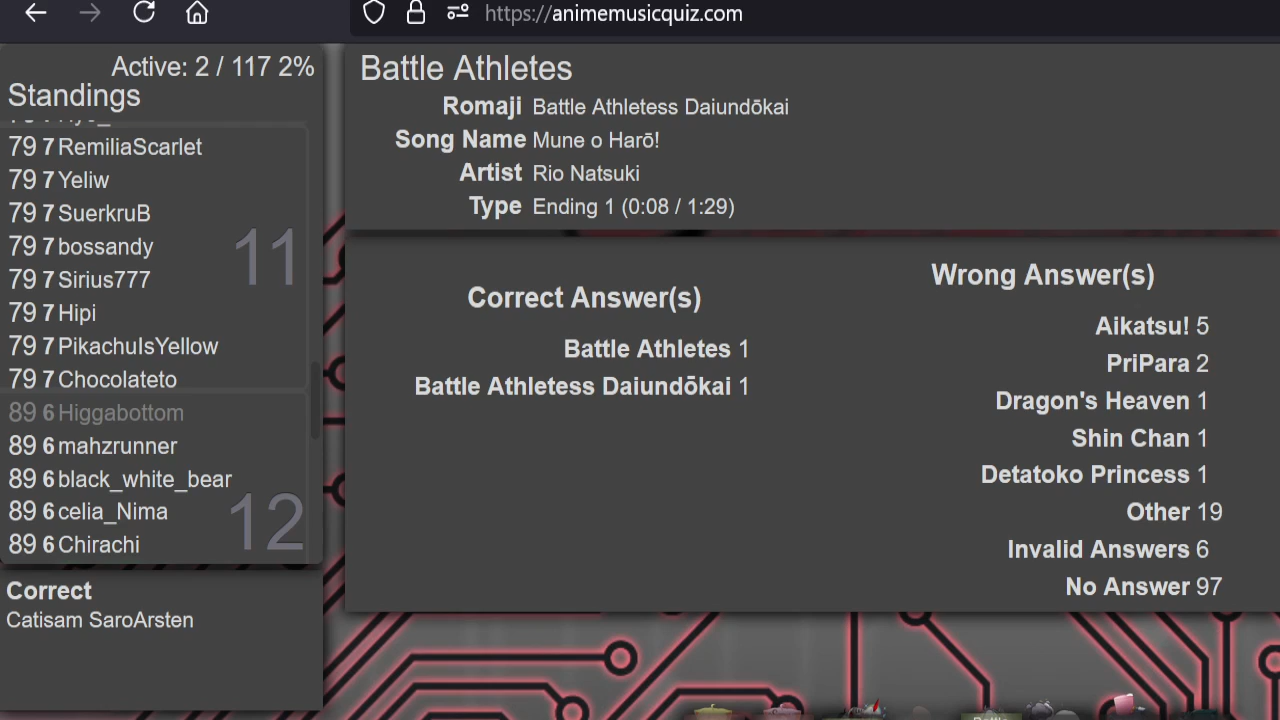 https://animemusicquiz.com
Active: 2 / 117 2%
Standings
79 7 RemiliaScarlet
79 7 Yeliw
79 7 SuerkruB
79 7 bossandy
79 7 Sirius777
79 7 Hipi
79 7 PikachuIsYellow
79 7 Chocolateto
11
89 6 Higgabottom
89 6 mahzrunner
89 6 black_white_bear
89 6 celia_Nima
89 6 Chirachi
12
Correct
Catisam SaroArsten
Battle Athletes
Romaji Battle Athletess Daiundōkai
Song Name Mune o Harō!
Artist Rio Natsuki
Type Ending 1 (0:08 / 1:29)
Correct Answer(s)
Battle Athletes 1
Battle Athletess Daiundōkai 1
Wrong Answer(s)
Aikatsu! 5
PriPara 2
Dragon's Heaven 1
Shin Chan 1
Detatoko Princess 1
Other 19
Invalid Answers 6
No Answer 97